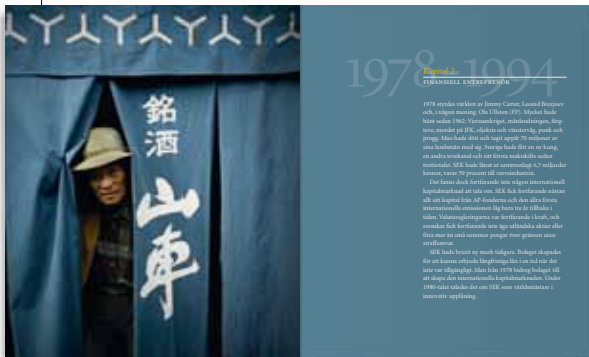 銘酒
山車
1978–1994
Kapitel 2
FINANSIELL ENTREPRENÖR
1978 styrdes världen av Jimmy Carter, Leonid Brezjnev
och, i någon mening, Ola Ullsten (FP). Mycket hade
hänt sedan 1962: Vietnamkriget, månlandningen, färg-
teve, mordet på JFK, oljekris och vänstervåg, punk och
progg. Mao hade dött och tagit uppåt 70 miljoner av
sina landsmän med sig. Sverige hade fått en ny kung,
en andra tevekanal och sitt första maktskifte sedan
trettiotalet. SEK hade lånat ut sammanlagt 6,7 miljarder
kronor, varav 59 procent till varvsindustrin.
Det fanns dock fortfarande inte någon internationell
kapitalmarknad att tala om. SEK fick fortfarande nästan
allt sitt kapital från AP-fonderna och den allra första
internationella emissionen låg bara tre år tillbaka i
tiden. Valutaregleringarna var fortfarande i kraft, och
svenskar fick fortfarande inte äga utländska aktier eller
föra mer än små summor pengar över gränsen utan
straffansvar.
SEK hade brutit ny mark tidigare. Bolaget skapades
för att kunna erbjuda långfristiga lån i en tid när det
inte var tillgängligt. Men från 1978 bidrog bolaget till
att skapa den internationella kapitalmarknaden. Under
1980-talet talades det om SEK som världsmästare i
innovativ upplåning.